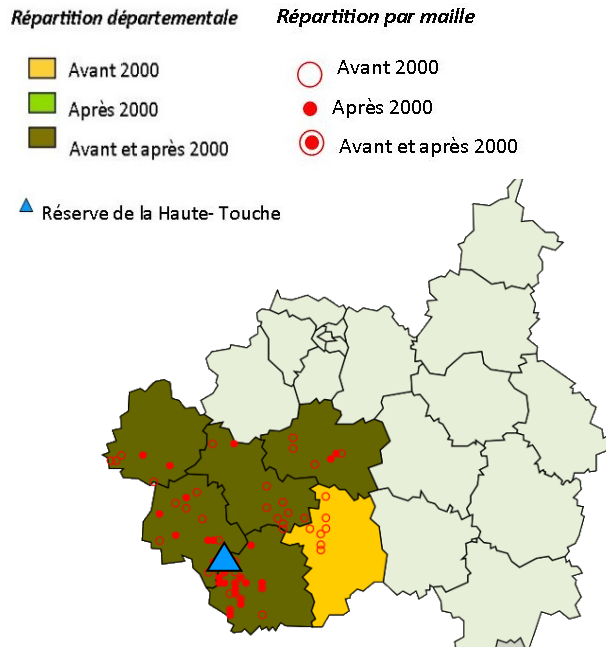 Répartition départementale
Répartition par maille
Avant 2000
Après 2000
Avant et après 2000
Avant 2000
Après 2000
Avant et après 2000
Réserve de la Haute- Touche